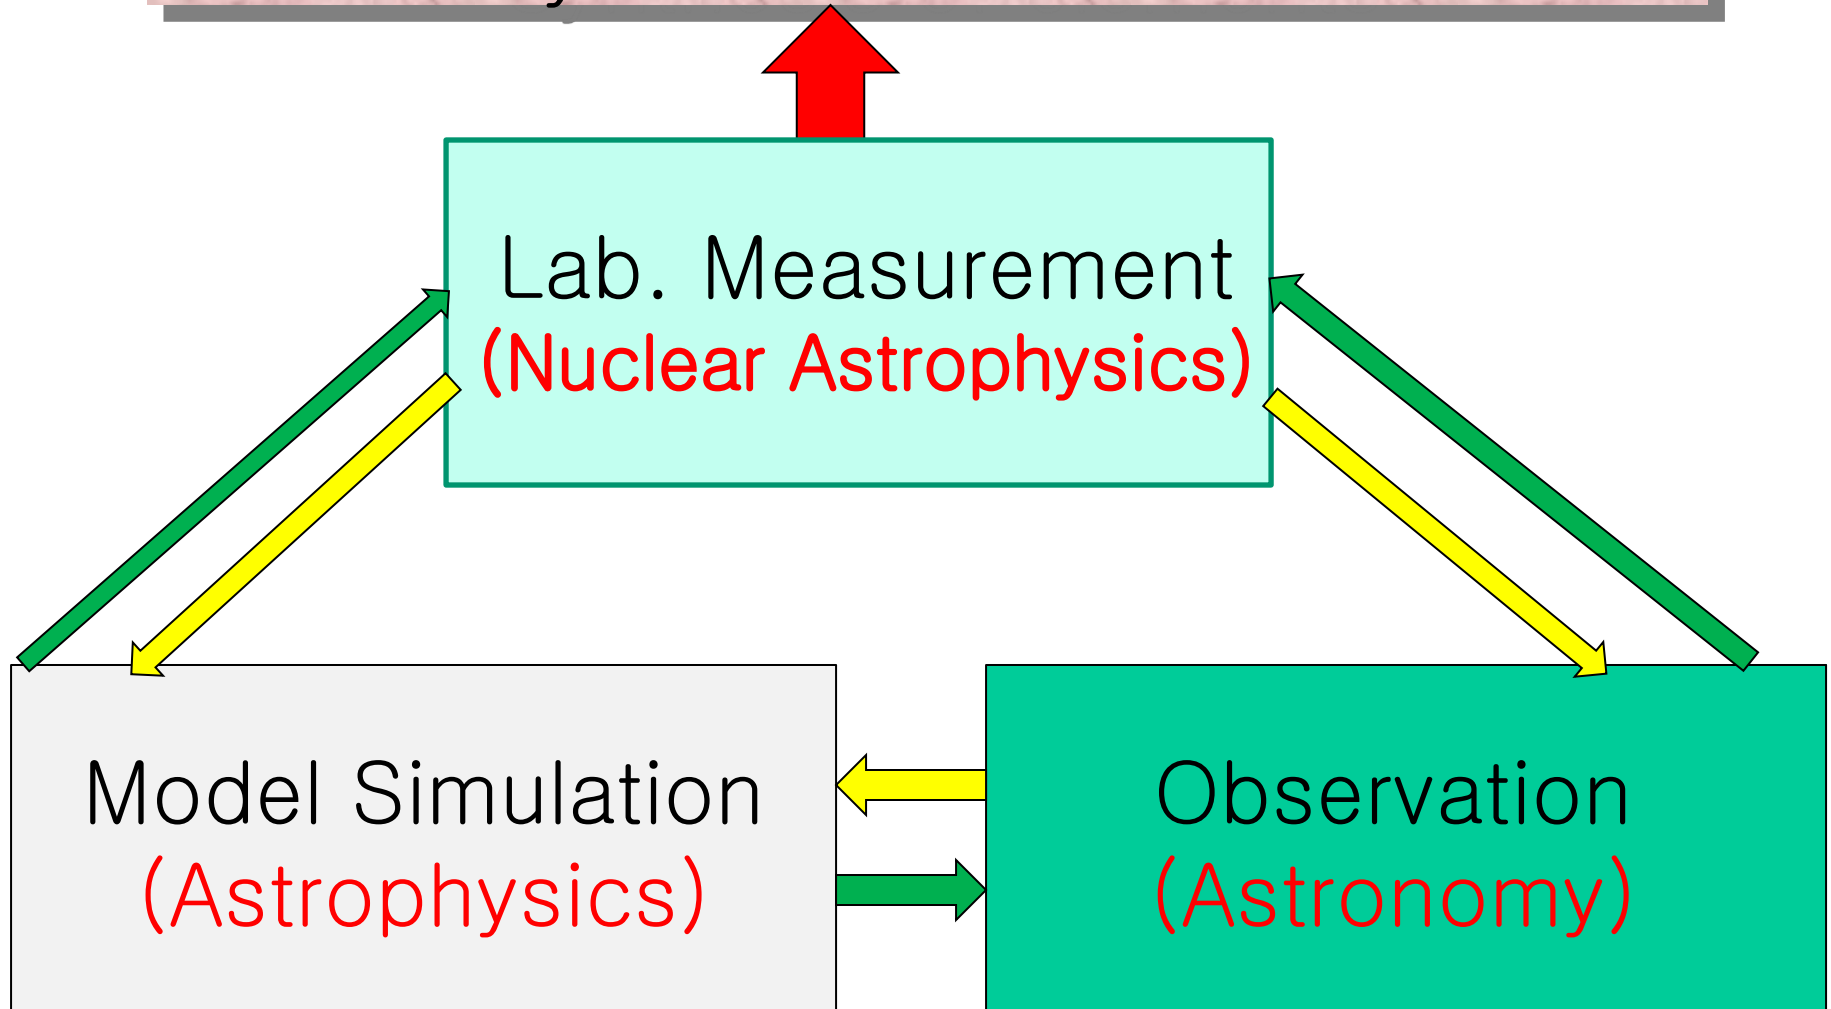 Lab. Measurement
(Nuclear Astrophysics)
Model Simulation
(Astrophysics)
Observation
(Astronomy)